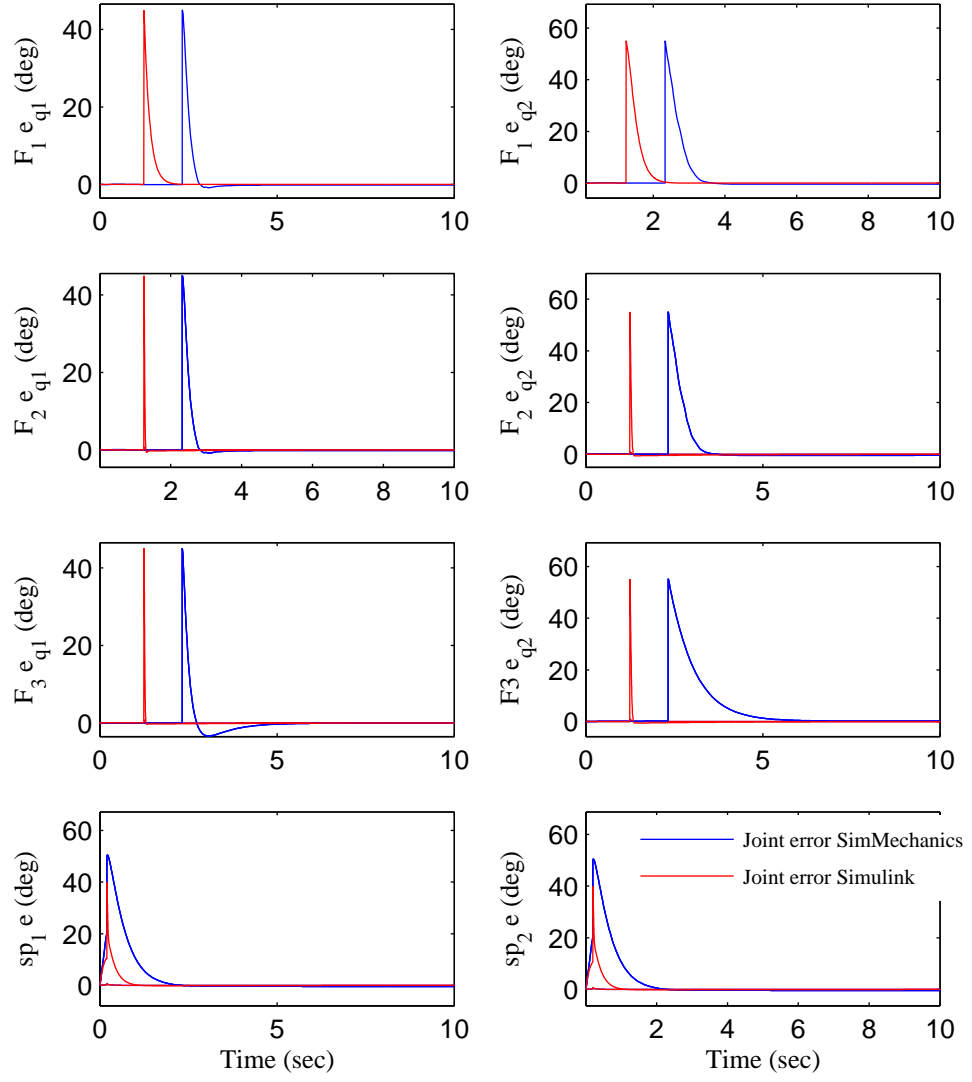 40
20
0
F1 eq1 (deg)
0 5 10
60
40
20
0
F1 eq2 (deg)
2 4 6 8 10
40
20
0
F2 eq1 (deg)
2 4 6 8 10
60
40
20
0
F2 eq2 (deg)
0 5 10
40
20
0
F3 eq1 (deg)
0 5 10
60
40
20
0
F3 eq2 (deg)
0 5 10
60
40
20
0
sp1 e (deg)
0 5 10
Time (sec)
60
40
20
0
sp2 e (deg)
Joint error SimMechanics
Joint error Simulink
0 2 4 6 8 10
Time (sec)